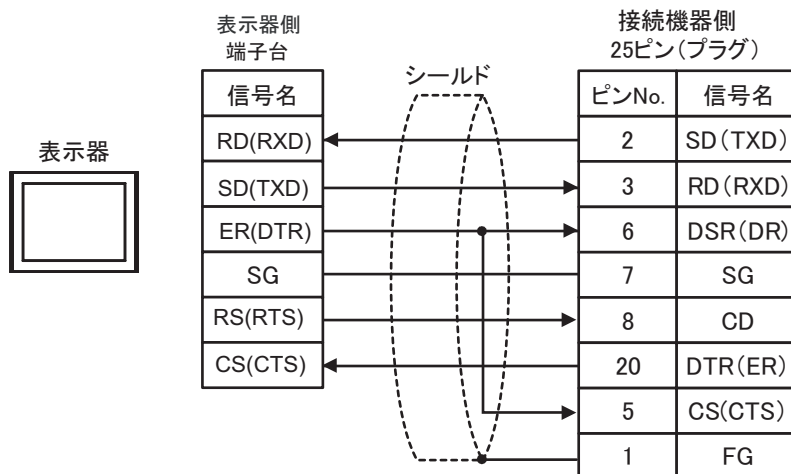 表示器側
端子台
信号名
RD(RXD)
SD(TXD)
ER(DTR)
SG
RS(RTS)
CS(CTS)
表示器
シールド
接続機器側
25ピン(プラグ)
ピンNo. 信号名
2 SD(TXD)
3 RD(RXD)
6 DSR(DR)
7 SG
8 CD
20 DTR(ER)
5 CS(CTS)
1 FG